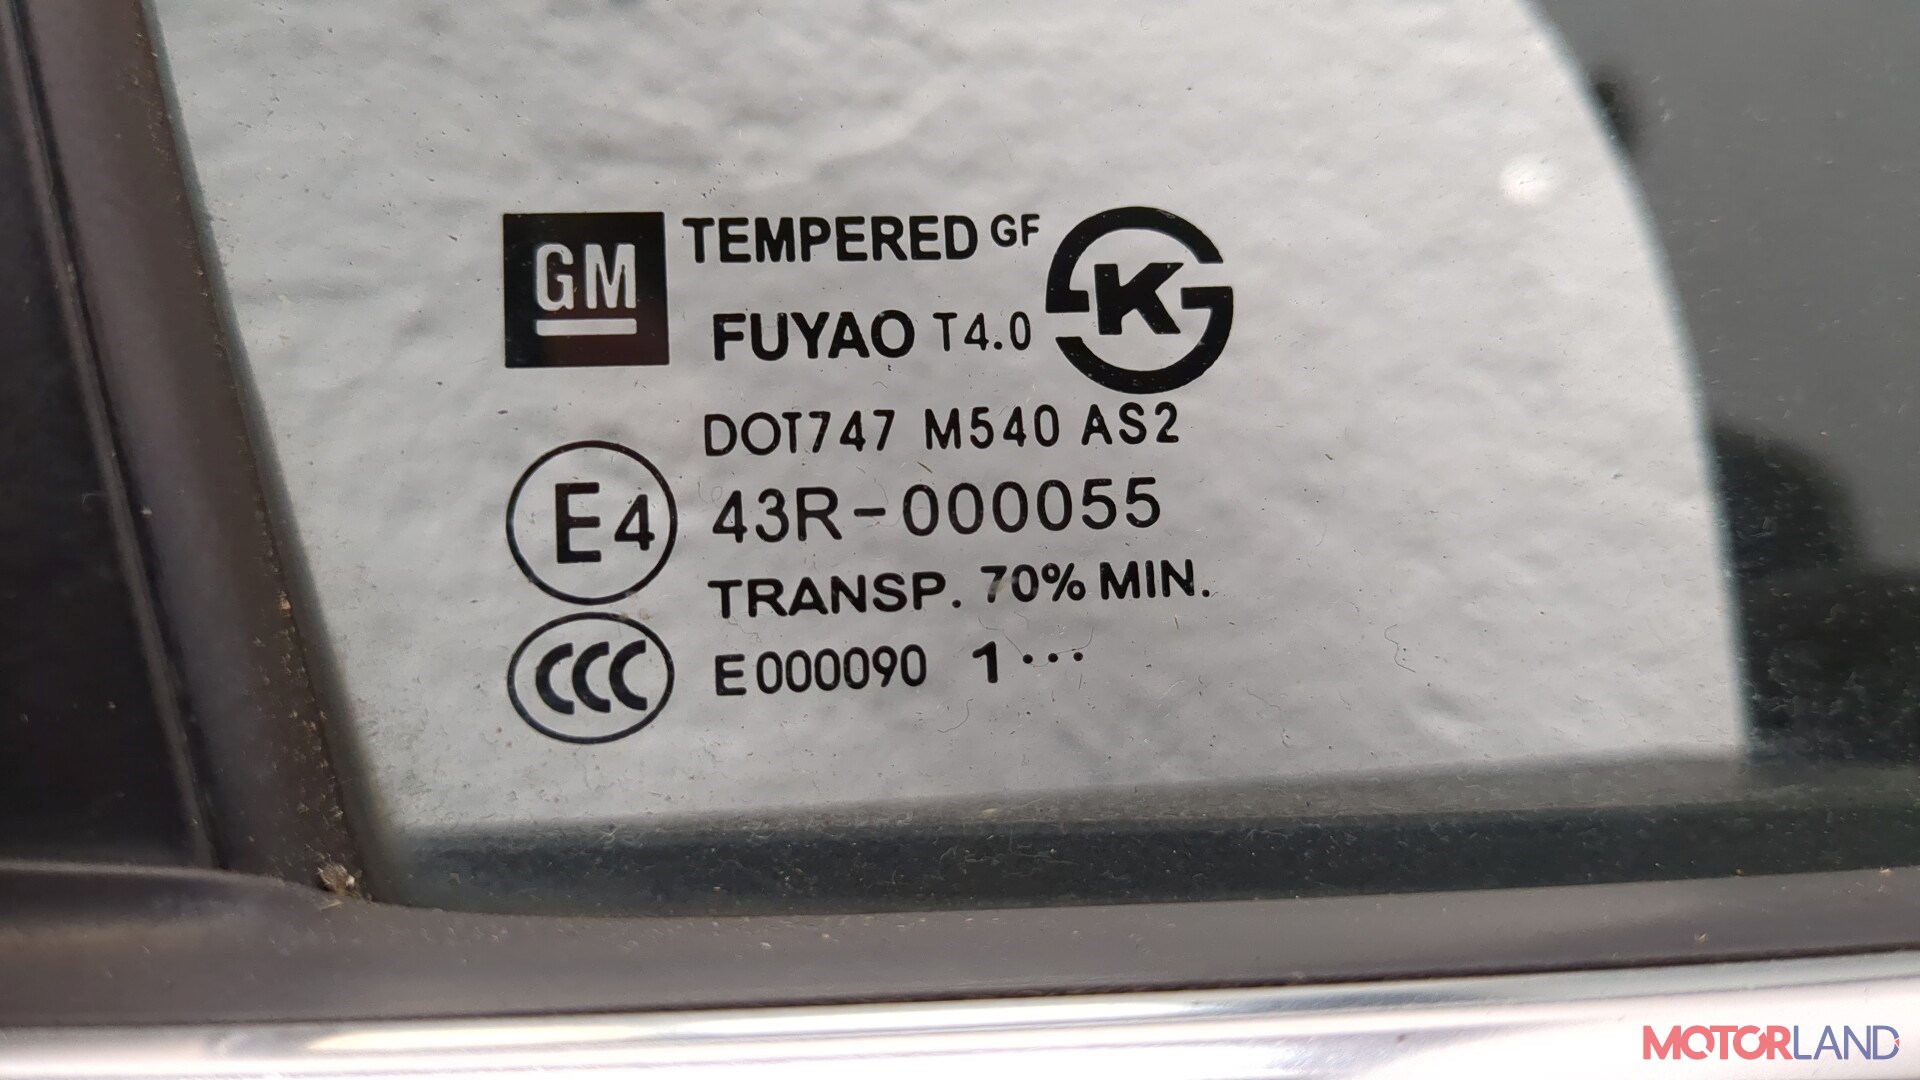 GM TEMPERED GF
FUYAO T4.0 K
DOT747 M540 AS2
E4 43R-000055
TRANSP. 70% MIN.
CCC E000090 1...
MOTORLAND